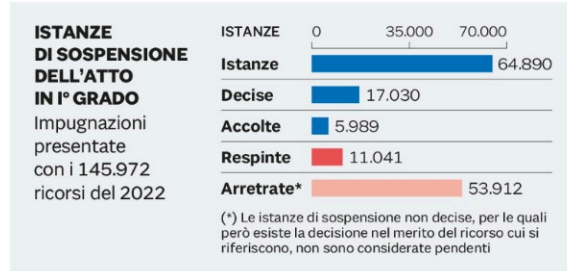 ISTANZE
DI SOSPENSIONE
DELL'ATTO
IN Iº GRADO
Impugnazioni
presentate
con i 145.972
ricorsi del 2022
ISTANZE 0 35.000 70.000
Istanze 64.890
Decise 17.030
Accolte 5.989
Respinte 11.041
Arretrate* 53.912
(*) Le istanze di sospensione non decise, per le quali
però esiste la decisione nel merito del ricorso cui si
riferiscono, non sono considerate pendenti